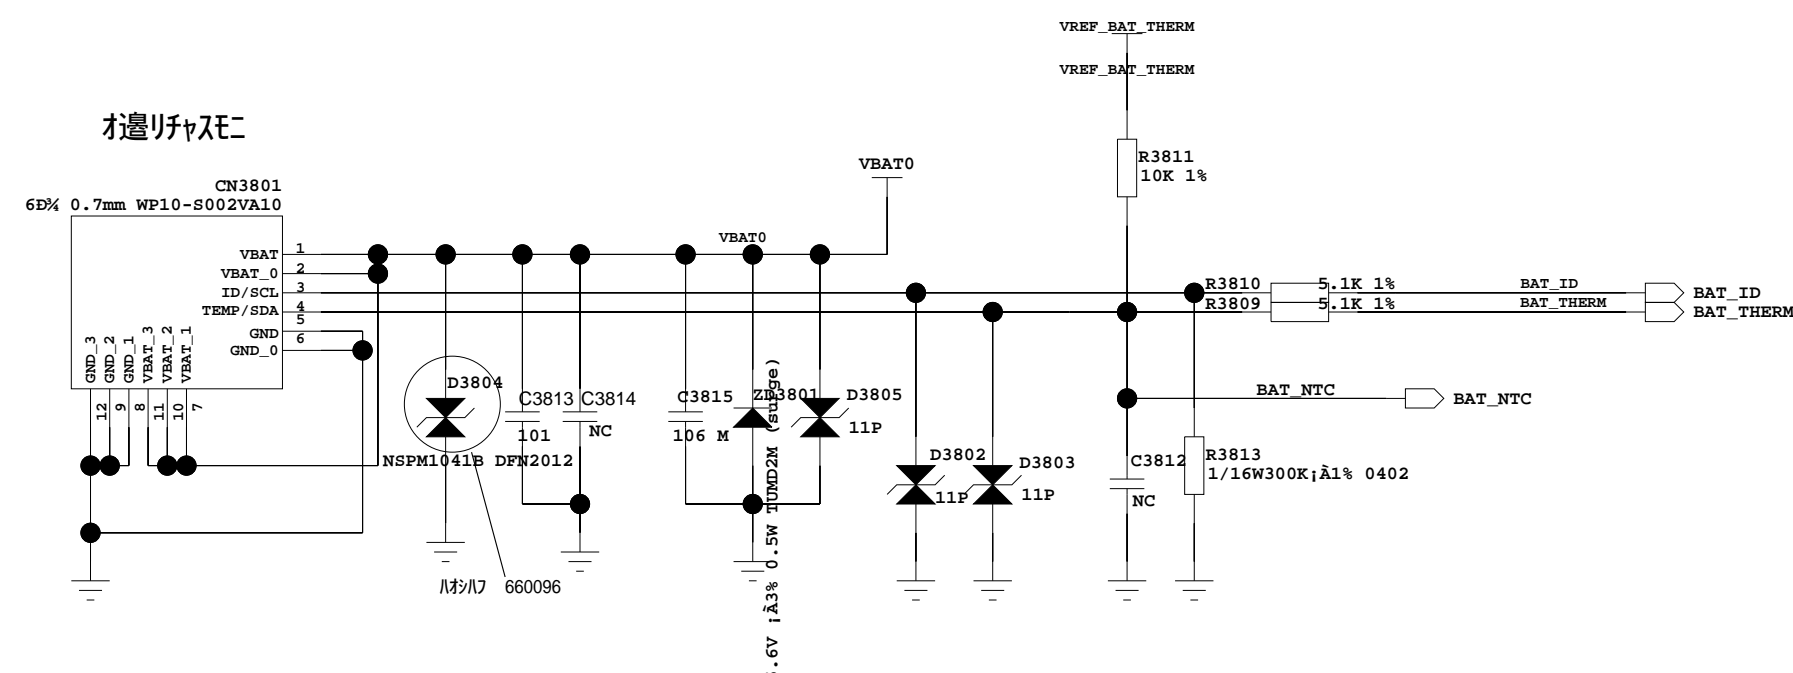 VREF_BAT_THERM
VREF_BAT_THERM
オ邉リチャスモニ
R3811
10K 1%
VBAT0
CN3801
6Ð¾ 0.7mm WP10-S002VA10
VBAT0
VBAT 1
VBAT_0 2
ID/SCL 3
TEMP/SDA 4
GND 5
GND_0 6
GND_3
GND_2
GND_1
VBAT_3
VBAT_2
VBAT_1
12
9
8
11
10
7
R3810 5.1K 1% BAT_ID BAT_ID
R3809 5.1K 1% BAT_THERM BAT_THERM
D3804
NSPM1041B DFN2012
C3813
101
C3814
NC
C3815
106 M
ZD3801
.6V ¡À3% 0.5W TUMD2M (surge)
D3805
11P
BAT_NTC BAT_NTC
D3802
11P
D3803
11P
C3812
NC
R3813
1/16W300K¡À1% 0402
ﾊｵｼﾊﾌ 660096